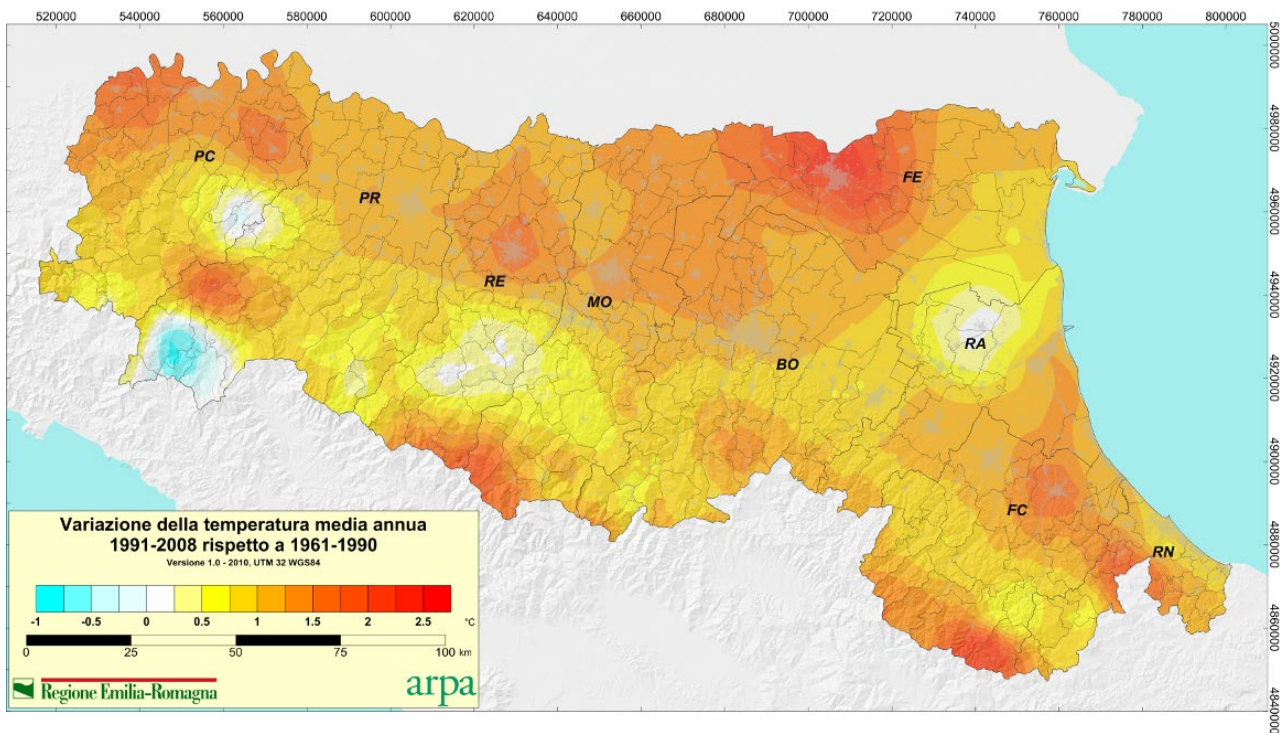 520000 540000 560000 580000 600000 620000 640000 660000 680000 700000 720000 740000 760000 780000 800000
5000000
4980000
4960000
4940000
4920000
4900000
4880000
4860000
4840000
PC
PR
FE
RE
MO
BO
RA
FC
RN
Variazione della temperatura media annua
1991-2008 rispetto a 1961-1990
Versione 1.0 - 2010, UTM 32 WGS84
-1 -0.5 0 0.5 1 1.5 2 2.5 °C
0 25 50 75 100 km
Regione Emilia-Romagna
arpa